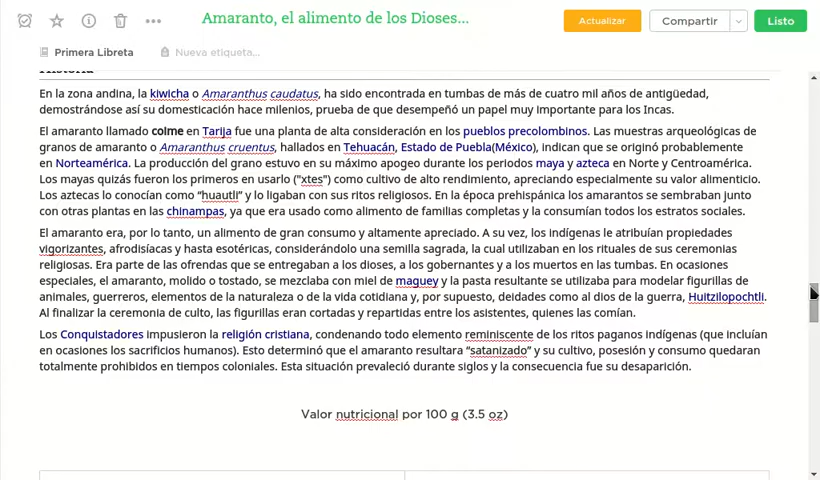 Amaranto, el alimento de los Dioses...
Actualizar
Compartir
Listo
Primera Libreta
Nueva etiqueta...
Historia
En la zona andina, la kiwicha o Amaranthus caudatus, ha sido encontrada en tumbas de más de cuatro mil años de antigüedad,
demostrándose así su domesticación hace milenios, prueba de que desempeñó un papel muy importante para los Incas.
El amaranto llamado coime en Tarija fue una planta de alta consideración en los pueblos precolombinos. Las muestras arqueológicas de
granos de amaranto o Amaranthus cruentus, hallados en Tehuacán, Estado de Puebla(México), indican que se originó probablemente
en Norteamérica. La producción del grano estuvo en su máximo apogeo durante los periodos maya y azteca en Norte y Centroamérica.
Los mayas quizás fueron los primeros en usarlo ("xtes") como cultivo de alto rendimiento, apreciando especialmente su valor alimenticio.
Los aztecas lo conocían como “huautli” y lo ligaban con sus ritos religiosos. En la época prehispánica los amarantos se sembraban junto
con otras plantas en las chinampas, ya que era usado como alimento de familias completas y la consumían todos los estratos sociales.
El amaranto era, por lo tanto, un alimento de gran consumo y altamente apreciado. A su vez, los indígenas le atribuían propiedades
vigorizantes, afrodisíacas y hasta esotéricas, considerándolo una semilla sagrada, la cual utilizaban en los rituales de sus ceremonias
religiosas. Era parte de las ofrendas que se entregaban a los dioses, a los gobernantes y a los muertos en las tumbas. En ocasiones
especiales, el amaranto, molido o tostado, se mezclaba con miel de maguey y la pasta resultante se utilizaba para modelar figurillas de
animales, guerreros, elementos de la naturaleza o de la vida cotidiana y, por supuesto, deidades como al dios de la guerra, Huitzilopochtli.
Al finalizar la ceremonia de culto, las figurillas eran cortadas y repartidas entre los asistentes, quienes las comían.
Los Conquistadores impusieron la religión cristiana, condenando todo elemento reminiscente de los ritos paganos indígenas (que incluían
en ocasiones los sacrificios humanos). Esto determinó que el amaranto resultara “satanizado” y su cultivo, posesión y consumo quedaran
totalmente prohibidos en tiempos coloniales. Esta situación prevaleció durante siglos y la consecuencia fue su desaparición.
Valor nutricional por 100 g (3.5 oz)